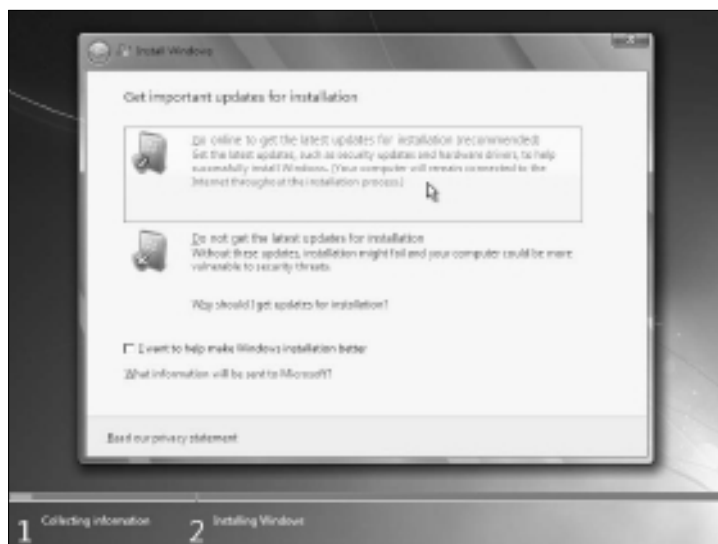 Install Windows
Get important updates for installation
Go online to get the latest updates for installation (recommended)
Get the latest updates, such as security updates and hardware drivers, to help
successfully install Windows. (Your computer will remain connected to the
Internet throughout the installation process.)
Do not get the latest updates for installation
Without these updates, installation might fail and your computer could be more
vulnerable to security threats.
Why should I get updates for installation?
I want to help make Windows installation better
What information will be sent to Microsoft?
Read our privacy statement
1 Collecting information 2 Installing Windows